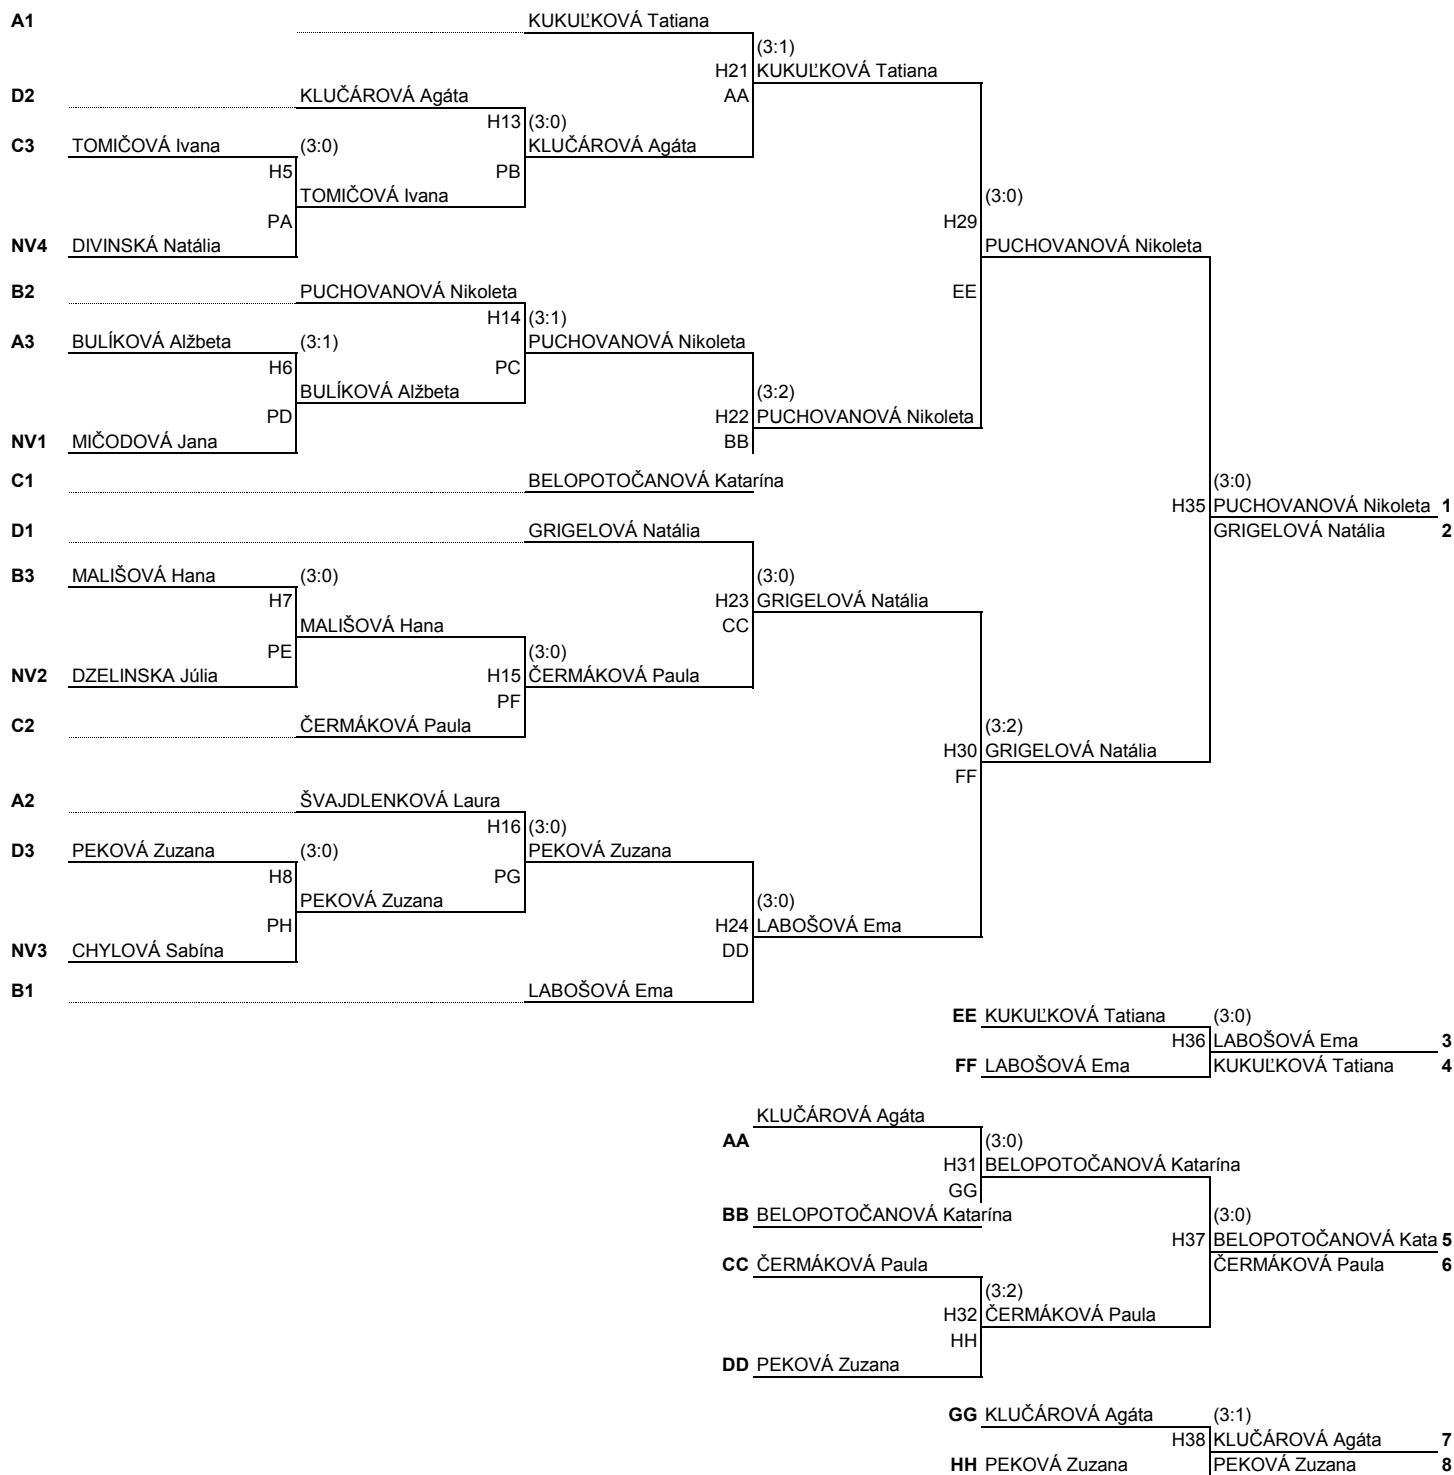 A1 KUKUĽKOVÁ Tatiana
(3:1)
H21 KUKUĽKOVÁ Tatiana
D2 KLUČÁROVÁ Agáta AA
H13 (3:0)
C3 TOMIČOVÁ Ivana (3:0) KLUČÁROVÁ Agáta
H5 PB
TOMIČOVÁ Ivana (3:0)
PA H29
NV4 DIVINSKÁ Natália PUCHOVANOVÁ Nikoleta
B2 PUCHOVANOVÁ Nikoleta EE
H14 (3:1)
A3 BULÍKOVÁ Alžbeta (3:1) PUCHOVANOVÁ Nikoleta
H6 PC
BULÍKOVÁ Alžbeta (3:2)
PD H22 PUCHOVANOVÁ Nikoleta
NV1 MIČODOVÁ Jana BB
C1 BELOPOTOČANOVÁ Katarína (3:0)
H35 PUCHOVANOVÁ Nikoleta 1
D1 GRIGELOVÁ Natália GRIGELOVÁ Natália 2
B3 MALIŠOVÁ Hana (3:0) (3:0)
H7 H23 GRIGELOVÁ Natália
MALIŠOVÁ Hana CC
PE (3:0)
NV2 DZELINSKA Júlia H15 ČERMÁKOVÁ Paula
PF
C2 ČERMÁKOVÁ Paula (3:2)
H30 GRIGELOVÁ Natália
FF
A2 ŠVAJDLENKOVÁ Laura
H16 (3:0)
D3 PEKOVÁ Zuzana (3:0) PEKOVÁ Zuzana
H8 PG
PEKOVÁ Zuzana (3:0)
PH H24 LABOŠOVÁ Ema
NV3 CHYLOVÁ Sabína DD
B1 LABOŠOVÁ Ema
EE KUKUĽKOVÁ Tatiana (3:0)
H36 LABOŠOVÁ Ema 3
FF LABOŠOVÁ Ema KUKUĽKOVÁ Tatiana 4
KLUČÁROVÁ Agáta
AA (3:0)
H31 BELOPOTOČANOVÁ Katarína
GG
BB BELOPOTOČANOVÁ Katarína (3:0)
H37 BELOPOTOČANOVÁ Kata 5
CC ČERMÁKOVÁ Paula ČERMÁKOVÁ Paula 6
(3:2)
H32 ČERMÁKOVÁ Paula
HH
DD PEKOVÁ Zuzana
GG KLUČÁROVÁ Agáta (3:1)
H38 KLUČÁROVÁ Agáta 7
HH PEKOVÁ Zuzana PEKOVÁ Zuzana 8